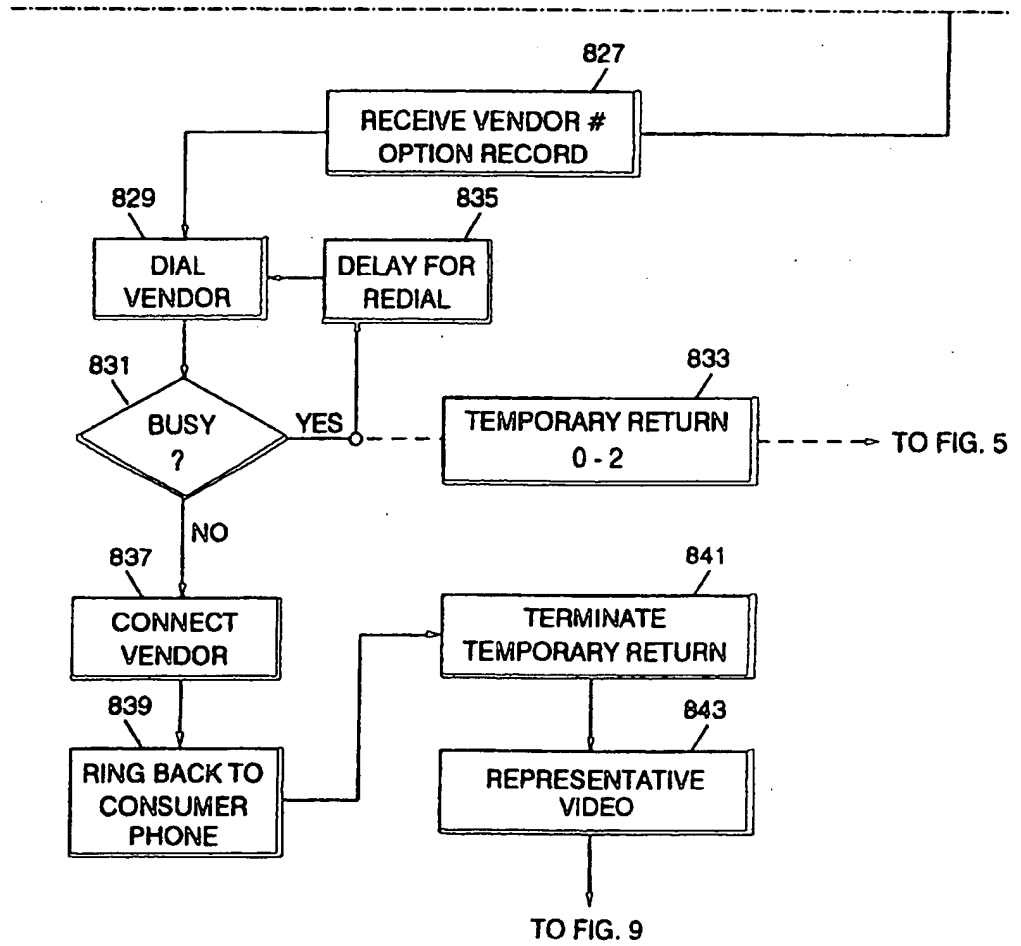 827
RECEIVE VENDOR #
OPTION RECORD
829
DIAL
VENDOR
835
DELAY FOR
REDIAL
831
BUSY
?
YES
833
TEMPORARY RETURN
0 - 2
TO FIG. 5
NO
837
CONNECT
VENDOR
839
RING BACK TO
CONSUMER
PHONE
841
TERMINATE
TEMPORARY RETURN
843
REPRESENTATIVE
VIDEO
TO FIG. 9